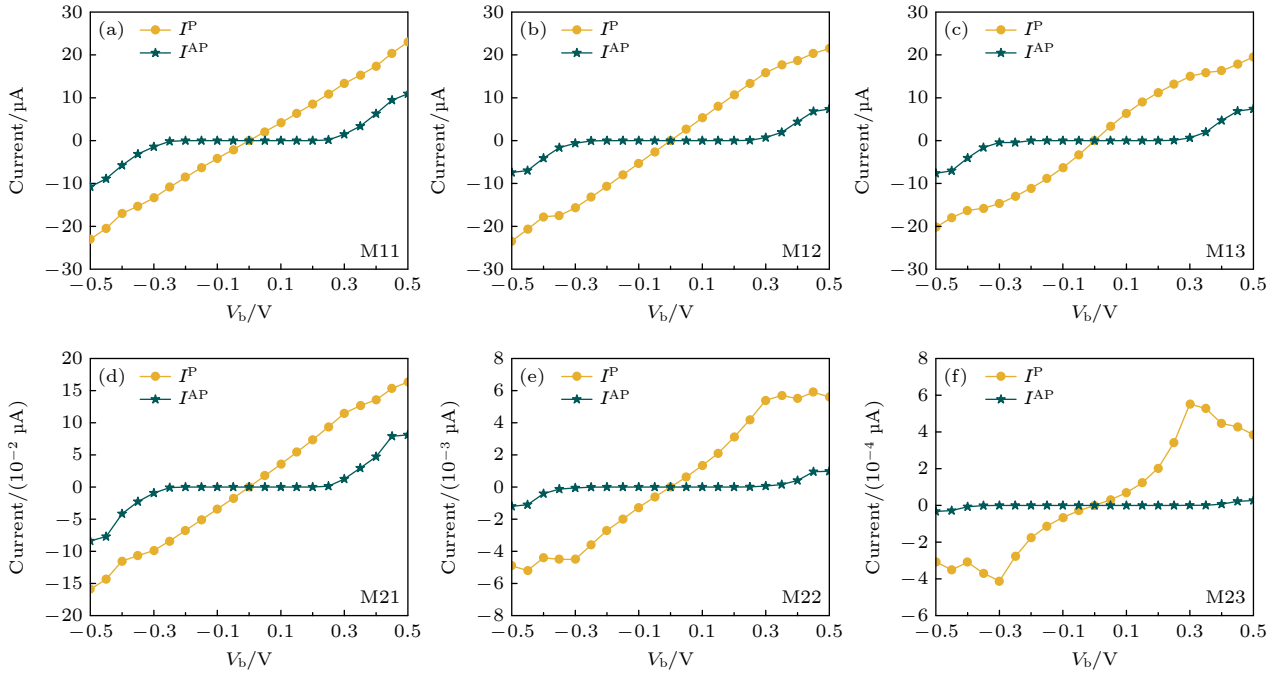 (a)
I^P
I^AP
Current/μA
30
20
10
0
−10
−20
−30
−0.5
−0.3
−0.1
0.1
0.3
0.5
V_b/V
M11
(b)
I^P
I^AP
Current/μA
30
20
10
0
−10
−20
−30
−0.5
−0.3
−0.1
0.1
0.3
0.5
V_b/V
M12
(c)
I^P
I^AP
Current/μA
30
20
10
0
−10
−20
−30
−0.5
−0.3
−0.1
0.1
0.3
0.5
V_b/V
M13
(d)
I^P
I^AP
Current/(10^−2 μA)
20
15
10
5
0
−5
−10
−15
−20
−0.5
−0.3
−0.1
0.1
0.3
0.5
V_b/V
M21
(e)
I^P
I^AP
Current/(10^−3 μA)
8
6
4
2
0
−2
−4
−6
−8
−0.5
−0.3
−0.1
0.1
0.3
0.5
V_b/V
M22
(f)
I^P
I^AP
Current/(10^−4 μA)
8
6
4
2
0
−2
−4
−6
−0.5
−0.3
−0.1
0.1
0.3
0.5
V_b/V
M23